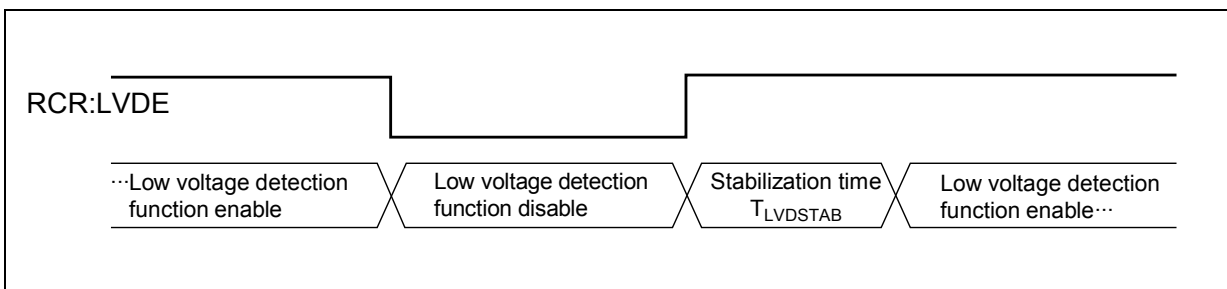 RCR:LVDE
···Low voltage detection
function enable
Low voltage detection
function disable
Stabilization time
TLVDSTAB
Low voltage detection
function enable···